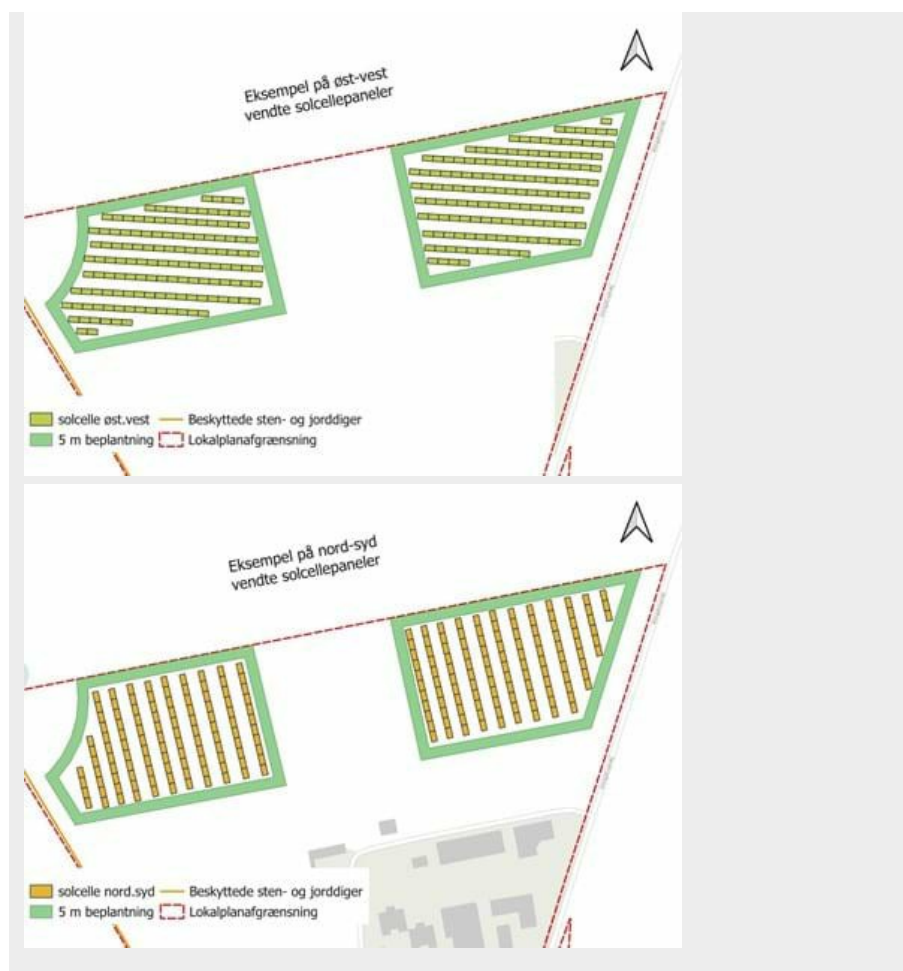 Eksempel på øst-vest
vendte solcellepaneler
solcelle øst.vest
Beskyttede sten- og jorddiger
5 m beplantning
Lokalplanafgrænsning
Eksempel på nord-syd
vendte solcellepaneler
solcelle nord.syd
Beskyttede sten- og jorddiger
5 m beplantning
Lokalplanafgrænsning